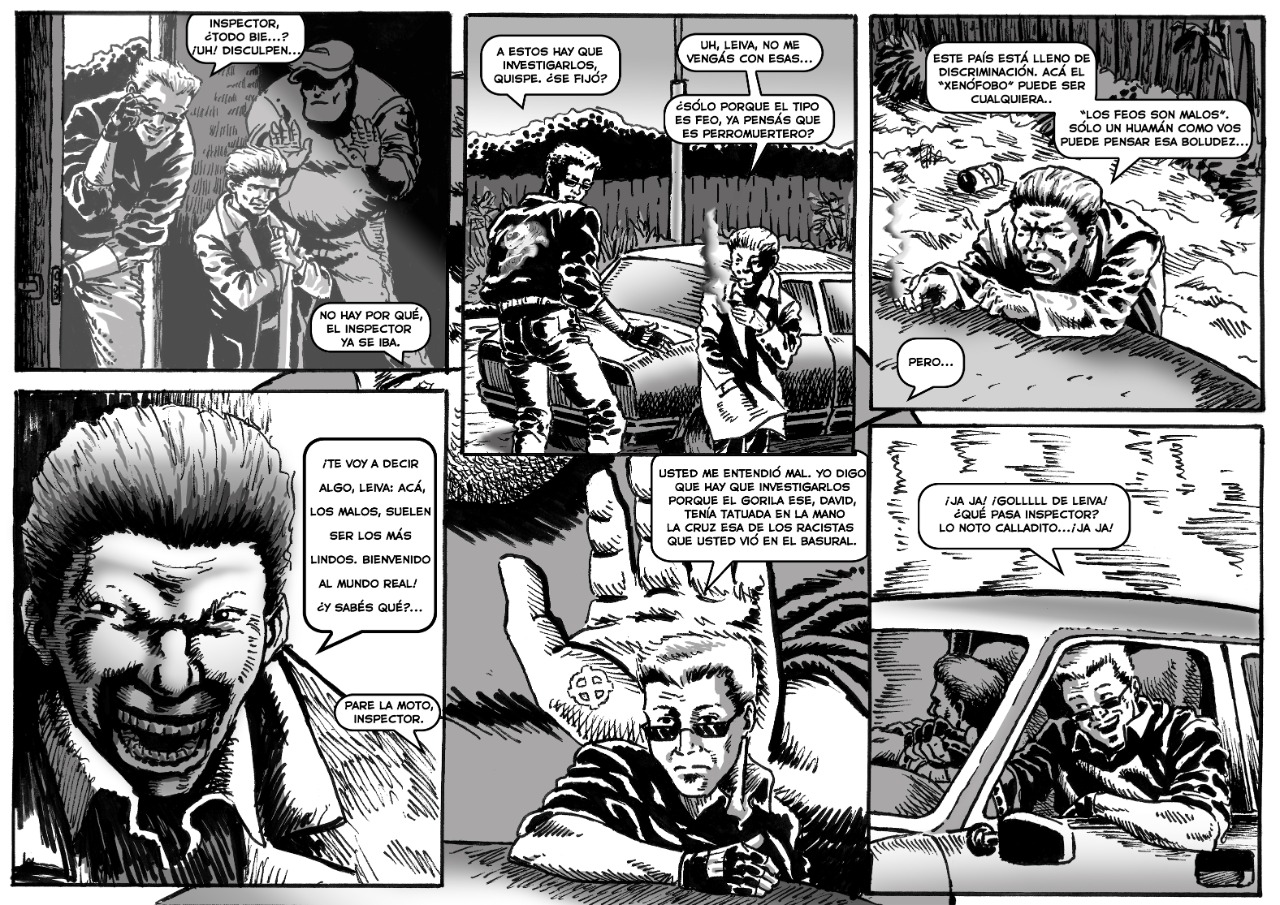 INSPECTOR,
¿TODO BIE...?
¡UH! DISCULPEN...
NO HAY POR QUÉ,
EL INSPECTOR
YA SE IBA.
A ESTOS HAY QUE
INVESTIGARLOS,
QUISPE. ¿SE FIJÓ?
UH, LEIVA, NO ME
VENGÁS CON ESAS...
¿SÓLO PORQUE EL TIPO
ES FEO, YA PENSÁS QUE
ES PERROMUERTERO?
ESTE PAÍS ESTÁ LLENO DE
DISCRIMINACIÓN. ACÁ EL
"XENÓFOBO" PUEDE SER
CUALQUIERA..
"LOS FEOS SON MALOS".
SÓLO UN HUAMÁN COMO VOS
PUEDE PENSAR ESA BOLUDEZ...
PERO...
¡TE VOY A DECIR
ALGO, LEIVA: ACÁ,
LOS MALOS, SUELEN
SER LOS MÁS
LINDOS. BIENVENIDO
AL MUNDO REAL!
¿Y SABÉS QUÉ?...
PARE LA MOTO,
INSPECTOR.
USTED ME ENTENDIÓ MAL. YO DIGO
QUE HAY QUE INVESTIGARLOS
PORQUE EL GORILA ESE, DAVID,
TENÍA TATUADA EN LA MANO
LA CRUZ ESA DE LOS RACISTAS
QUE USTED VIÓ EN EL BASURAL.
¡JA JA! ¡GOLLLLL DE LEIVA!
¿QUÉ PASA INSPECTOR?
LO NOTO CALLADITO...¡JA JA!